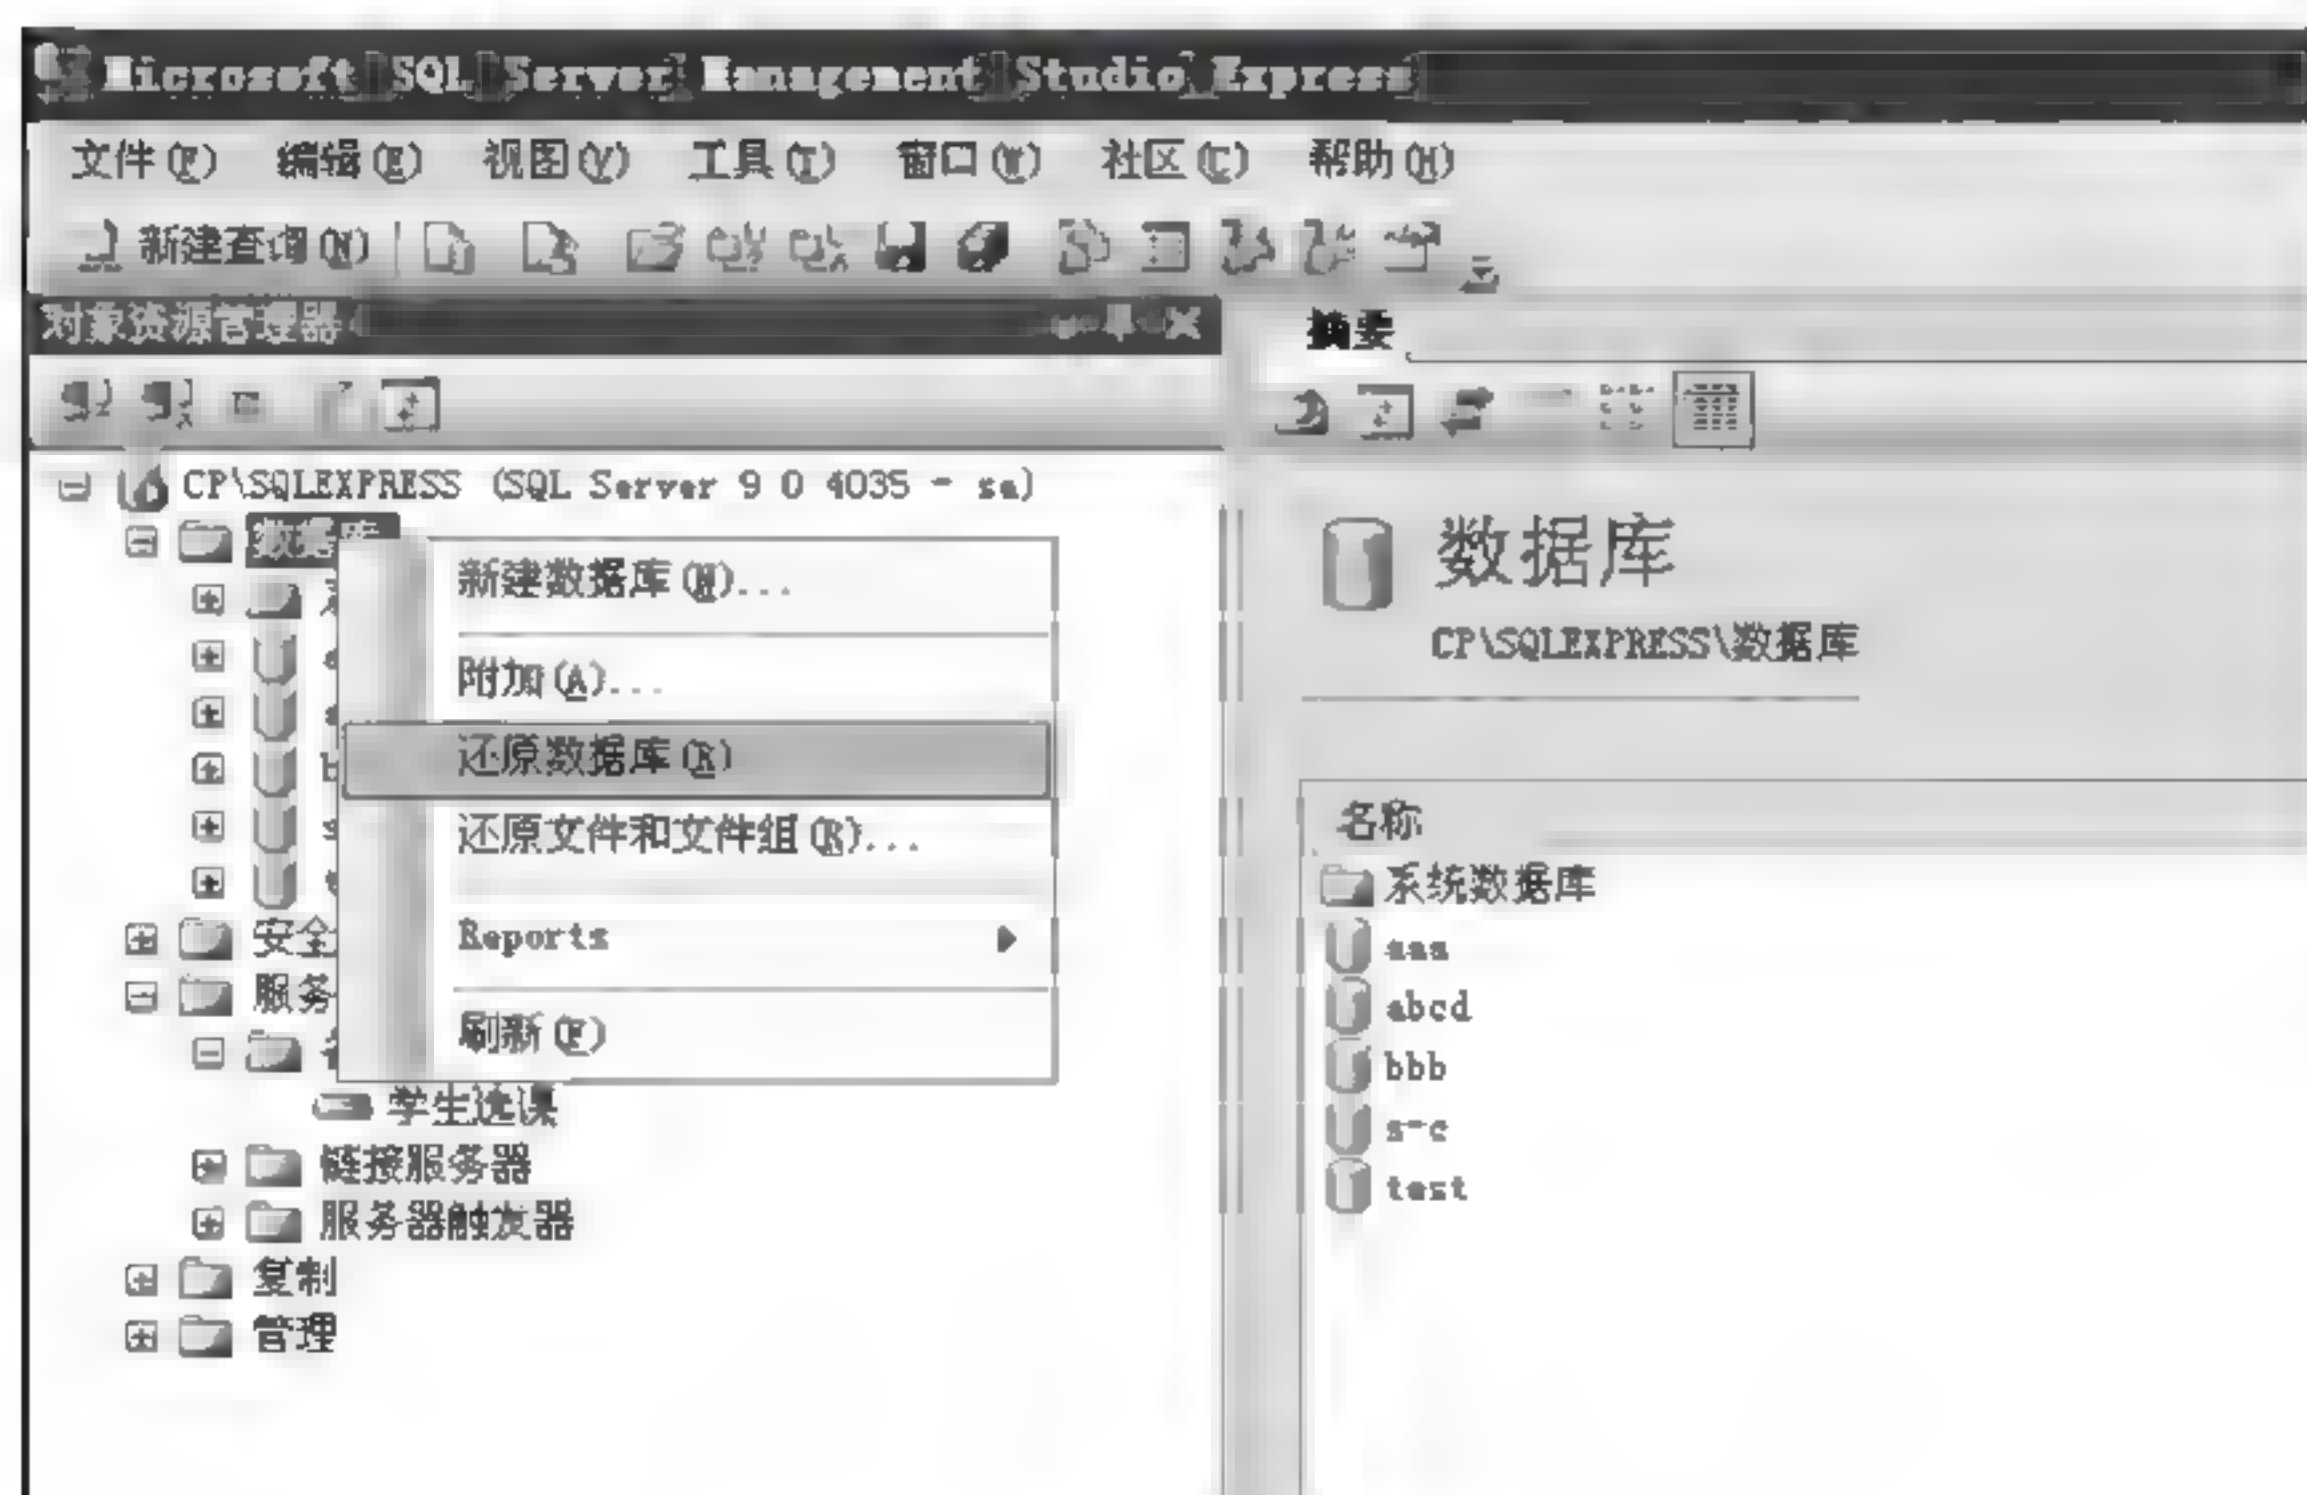 Microsoft SQL Server Management Studio Express
文件(F) 编辑(E) 视图(V) 工具(T) 窗口(W) 社区(C) 帮助(H)
新建查询(N)
对象资源管理器
摘要
CP\SQLEXPRESS (SQL Server 9 0 4035 - sa)
数据库
新建数据库(N)...
附加(A)...
还原数据库(R)
还原文件和文件组(R)...
Reports
刷新(F)
安全
服务
学生选课
链接服务器
服务器触发器
复制
管理
数据库
CP\SQLEXPRESS\数据库
名称
系统数据库
aaa
abcd
bbb
s-c
test